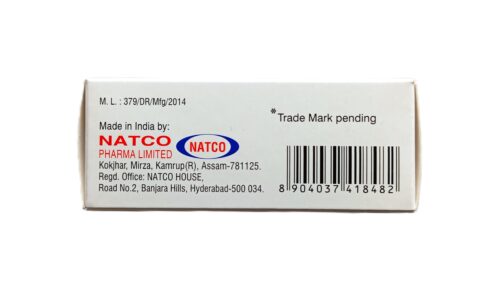 M. L. : 379/DR/Mfg/2014
*Trade Mark pending
Made in India by:
NATCO
PHARMA LIMITED
NATCO
Kokjhar, Mirza, Kamrup(R), Assam-781125.
Regd. Office: NATCO HOUSE,
Road No.2, Banjara Hills, Hyderabad-500 034.
8 904037 418482